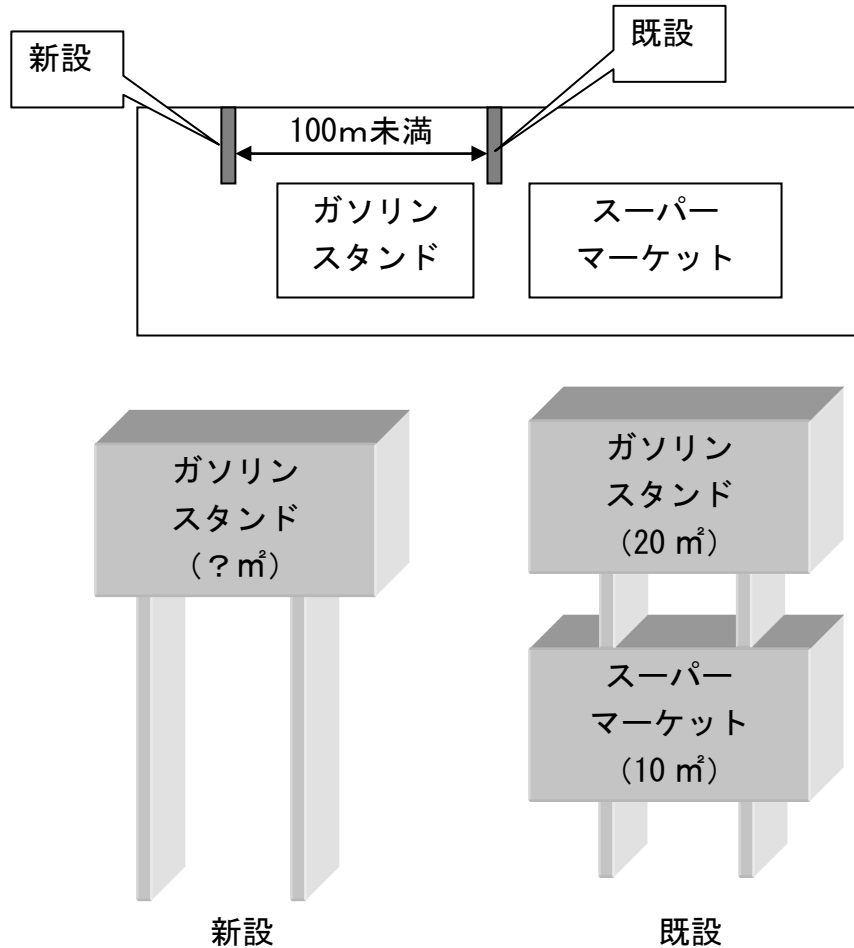 新設
既設
100m未満
ガソリン
スタンド
スーパー
マーケット
ガソリン
スタンド
(?㎡)
ガソリン
スタンド
(20 ㎡)
スーパー
マーケット
(10 ㎡)
新設
既設